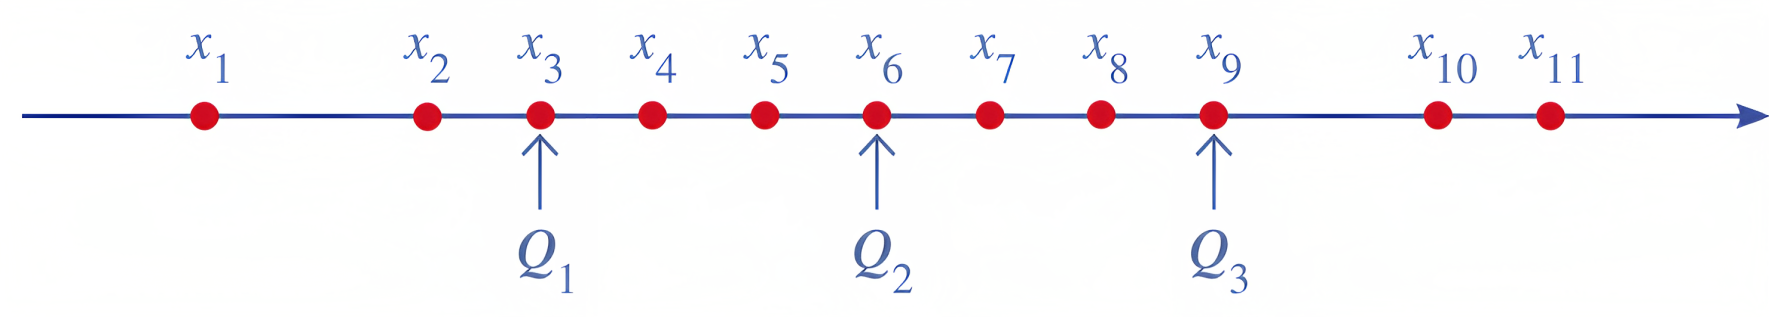 x₁ x₂ x₃ x₄ x₅ x₆ x₇ x₈ x₉ x₁₀ x₁₁
Q₁ Q₂ Q₃